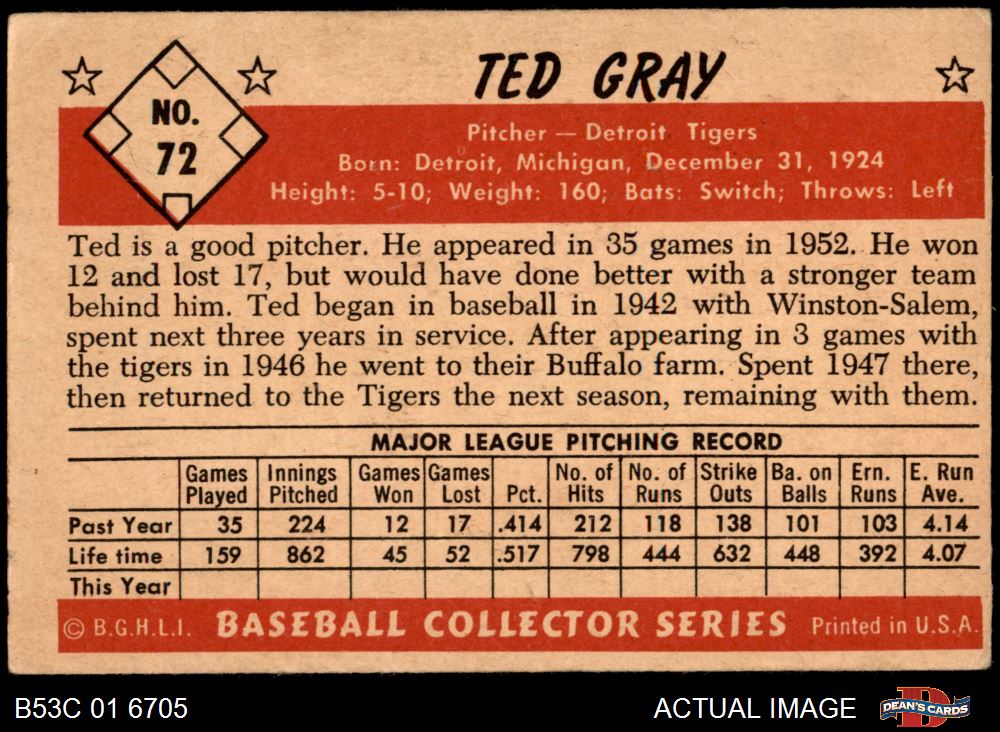 TED GRAY
NO.
72
Pitcher — Detroit Tigers
Born: Detroit, Michigan, December 31, 1924
Height: 5-10; Weight: 160; Bats: Switch; Throws: Left
Ted is a good pitcher. He appeared in 35 games in 1952. He won
12 and lost 17, but would have done better with a stronger team
behind him. Ted began in baseball in 1942 with Winston-Salem,
spent next three years in service. After appearing in 3 games with
the tigers in 1946 he went to their Buffalo farm. Spent 1947 there,
then returned to the Tigers the next season, remaining with them.
MAJOR LEAGUE PITCHING RECORD
Games Innings Games Games No. of No. of Strike Ba. on Ern. E. Run
Played Pitched Won Lost Pct. Hits Runs Outs Balls Runs Ave.
Past Year 35 224 12 17 .414 212 118 138 101 103 4.14
Life time 159 862 45 52 .517 798 444 632 448 392 4.07
This Year
© B.G.H.L.I. BASEBALL COLLECTOR SERIES Printed in U.S.A.
B53C 01 6705 ACTUAL IMAGE DEAN'S CARDS